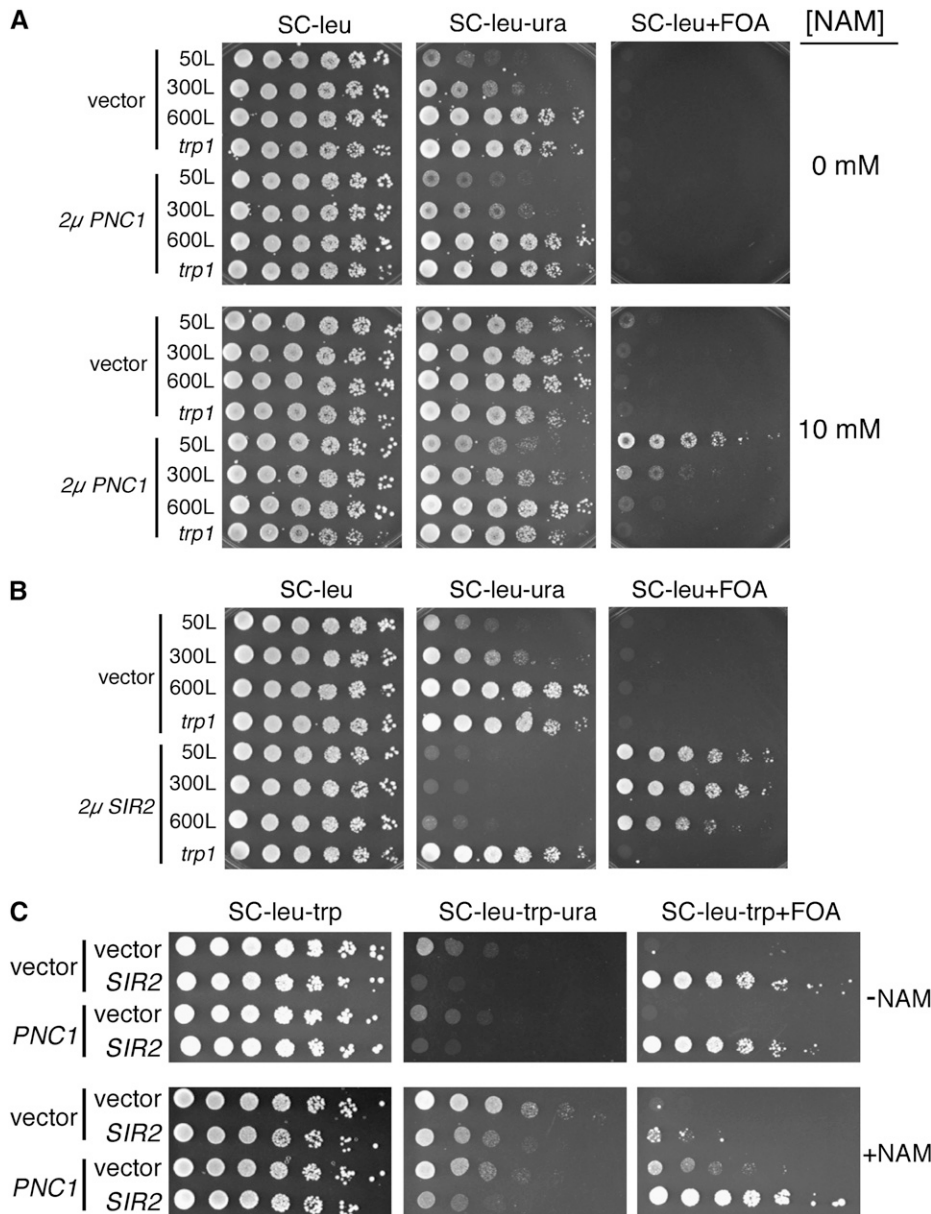 A
SC-leu SC-leu-ura SC-leu+FOA [NAM]
vector
50L
300L
600L
trp1
2µ PNC1
50L
300L
600L
trp1
0 mM
vector
50L
300L
600L
trp1
2µ PNC1
50L
300L
600L
trp1
10 mM
B
SC-leu SC-leu-ura SC-leu+FOA
vector
50L
300L
600L
trp1
2µ SIR2
50L
300L
600L
trp1
C
SC-leu-trp SC-leu-trp-ura SC-leu-trp+FOA
vector
vector
SIR2
PNC1
vector
SIR2
-NAM
vector
vector
SIR2
PNC1
vector
SIR2
+NAM